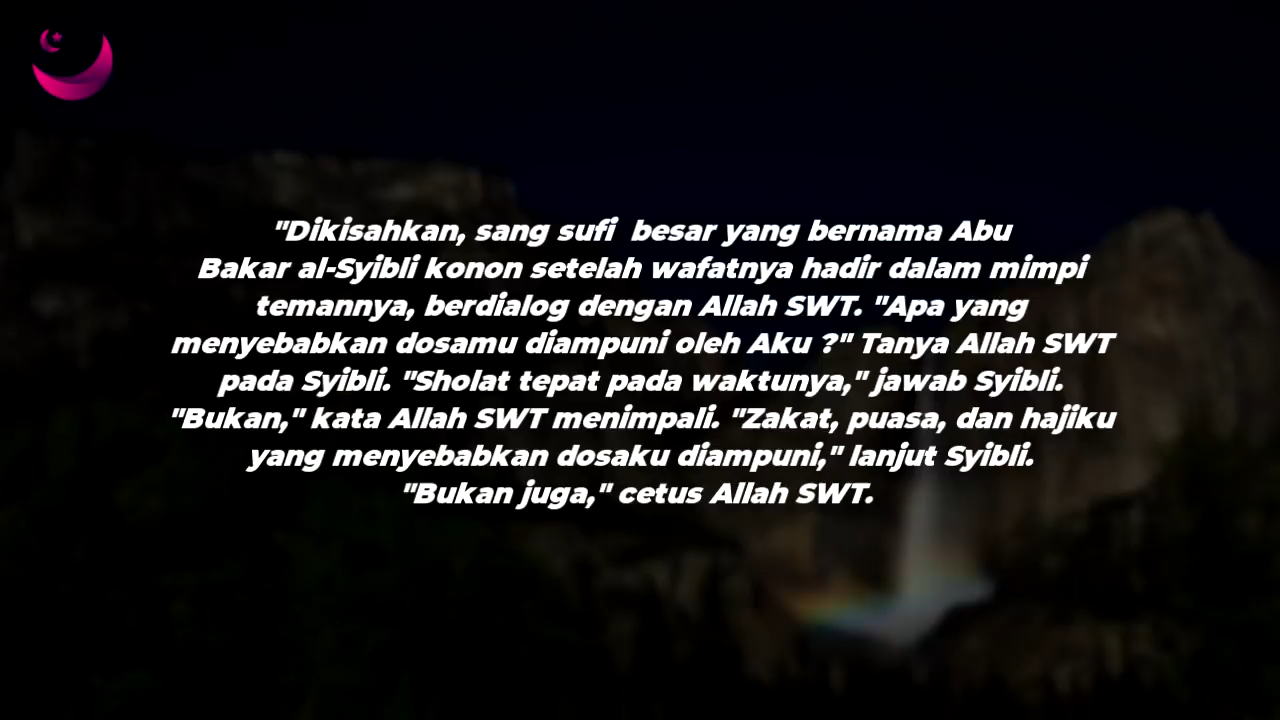 "Dikisahkan, sang sufi  besar yang bernama Abu
Bakar al-Syibli konon setelah wafatnya hadir dalam mimpi
temannya, berdialog dengan Allah SWT. "Apa yang
menyebabkan dosamu diampuni oleh Aku ?" Tanya Allah SWT
pada Syibli. "Sholat tepat pada waktunya," jawab Syibli.
"Bukan," kata Allah SWT menimpali. "Zakat, puasa, dan hajiku
yang menyebabkan dosaku diampuni," lanjut Syibli.
"Bukan juga," cetus Allah SWT.